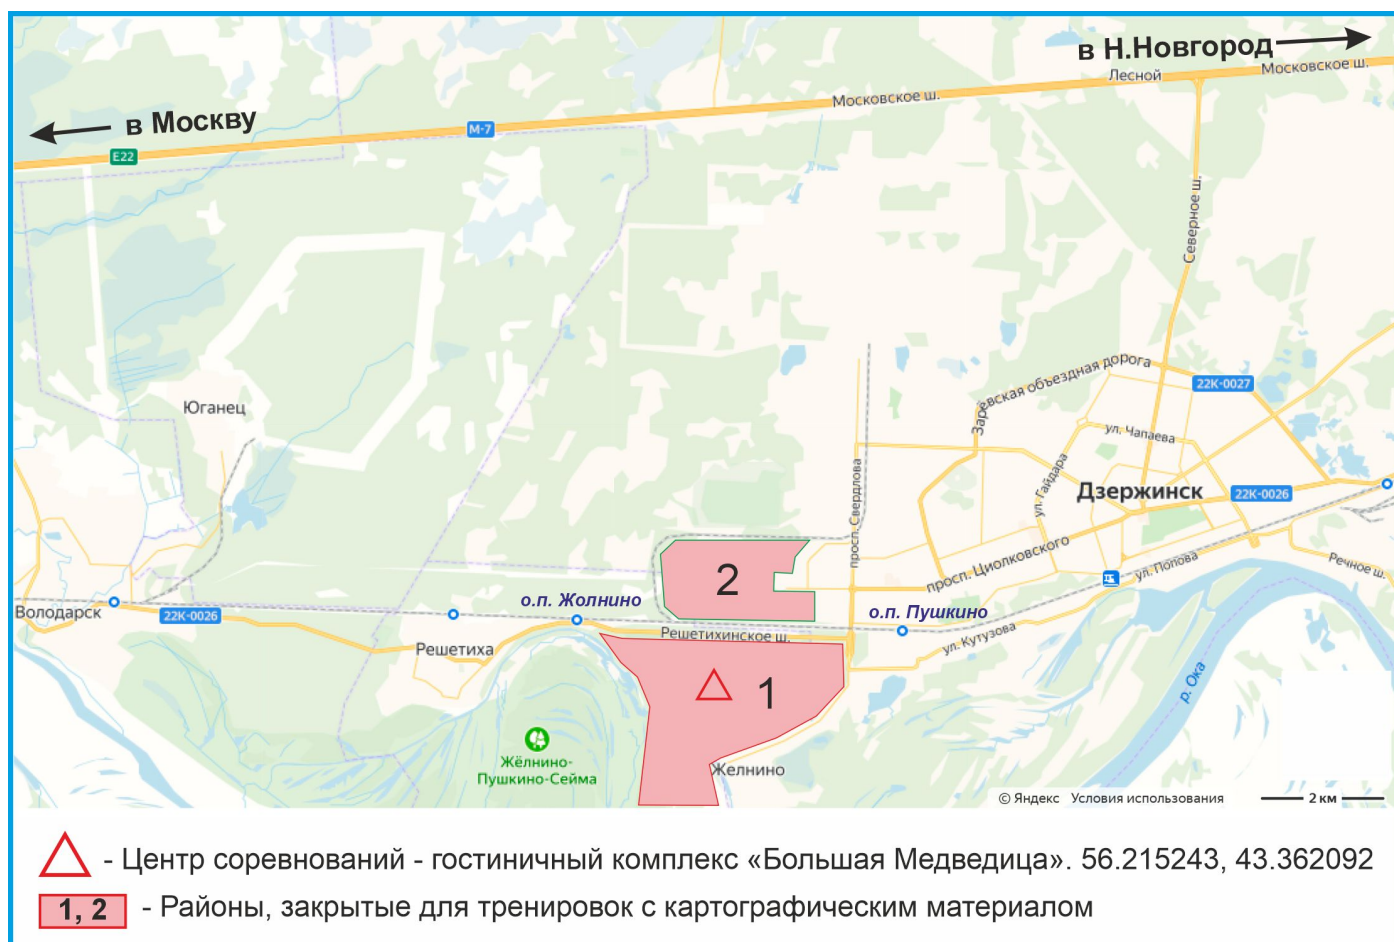 в Н.Новгород
Лесной
Московское ш.
Московское ш.
в Москву
М-7
Е22
Северное ш.
Заревская объездная дорога
22К-0027
Юганец
ул. Чапаева
ул. Гайдара
Дзержинск
22К-0026
просп. Свердлова
просп. Циолковского
ул. Попова
Речное ш.
2
о.п. Жолнино
о.п. Пушкино
Володарск
22К-0026
Решетихинское ш.
ул. Кутузова
Решетиха
р. Ока
1
Жёлнино-
Пушкино-Сейма
Желнино
© Яндекс Условия использования
2 км
- Центр соревнований - гостиничный комплекс «Большая Медведица». 56.215243, 43.362092
1, 2 - Районы, закрытые для тренировок с картографическим материалом